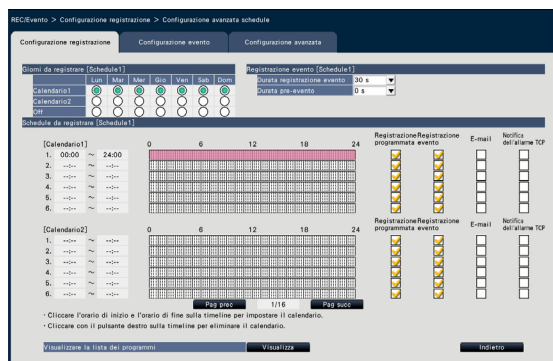 REC/Evento > Configurazione registrazione > Configurazione avanzata schedule
Configurazione registrazione Configurazione evento Configurazione avanzata
Giorni da registrare [Schedule1] Registrazione evento [Schedule1]
Lun Mar Mer Gio Ven Sab Dom Durata registrazione evento 30 s
Calendario1 Durata pre-evento 0 s
Calendario2
Off
Schedule da registrare [Schedule1]
[Calendario1] 0 6 12 18 24 Registrazione programmata Registrazione evento E-mail Notifica dell'allarme TCP
1. 00:00 ~ 24:00
2. --:-- ~ --:--
3. --:-- ~ --:--
4. --:-- ~ --:--
5. --:-- ~ --:--
6. --:-- ~ --:--
[Calendario2] 0 6 12 18 24 Registrazione programmata Registrazione evento E-mail Notifica dell'allarme TCP
1. --:-- ~ --:--
2. --:-- ~ --:--
3. --:-- ~ --:--
4. --:-- ~ --:--
5. --:-- ~ --:--
6. --:-- ~ --:--
Pag prec 1/16 Pag succ
・Cliccare l'orario di inizio e l'orario di fine sulla timeline per impostare il calendario.
・Cliccare con il pulsante destro sulla timeline per eliminare il calendario.
Visualizzare la lista dei programmi Visualizza Indietro